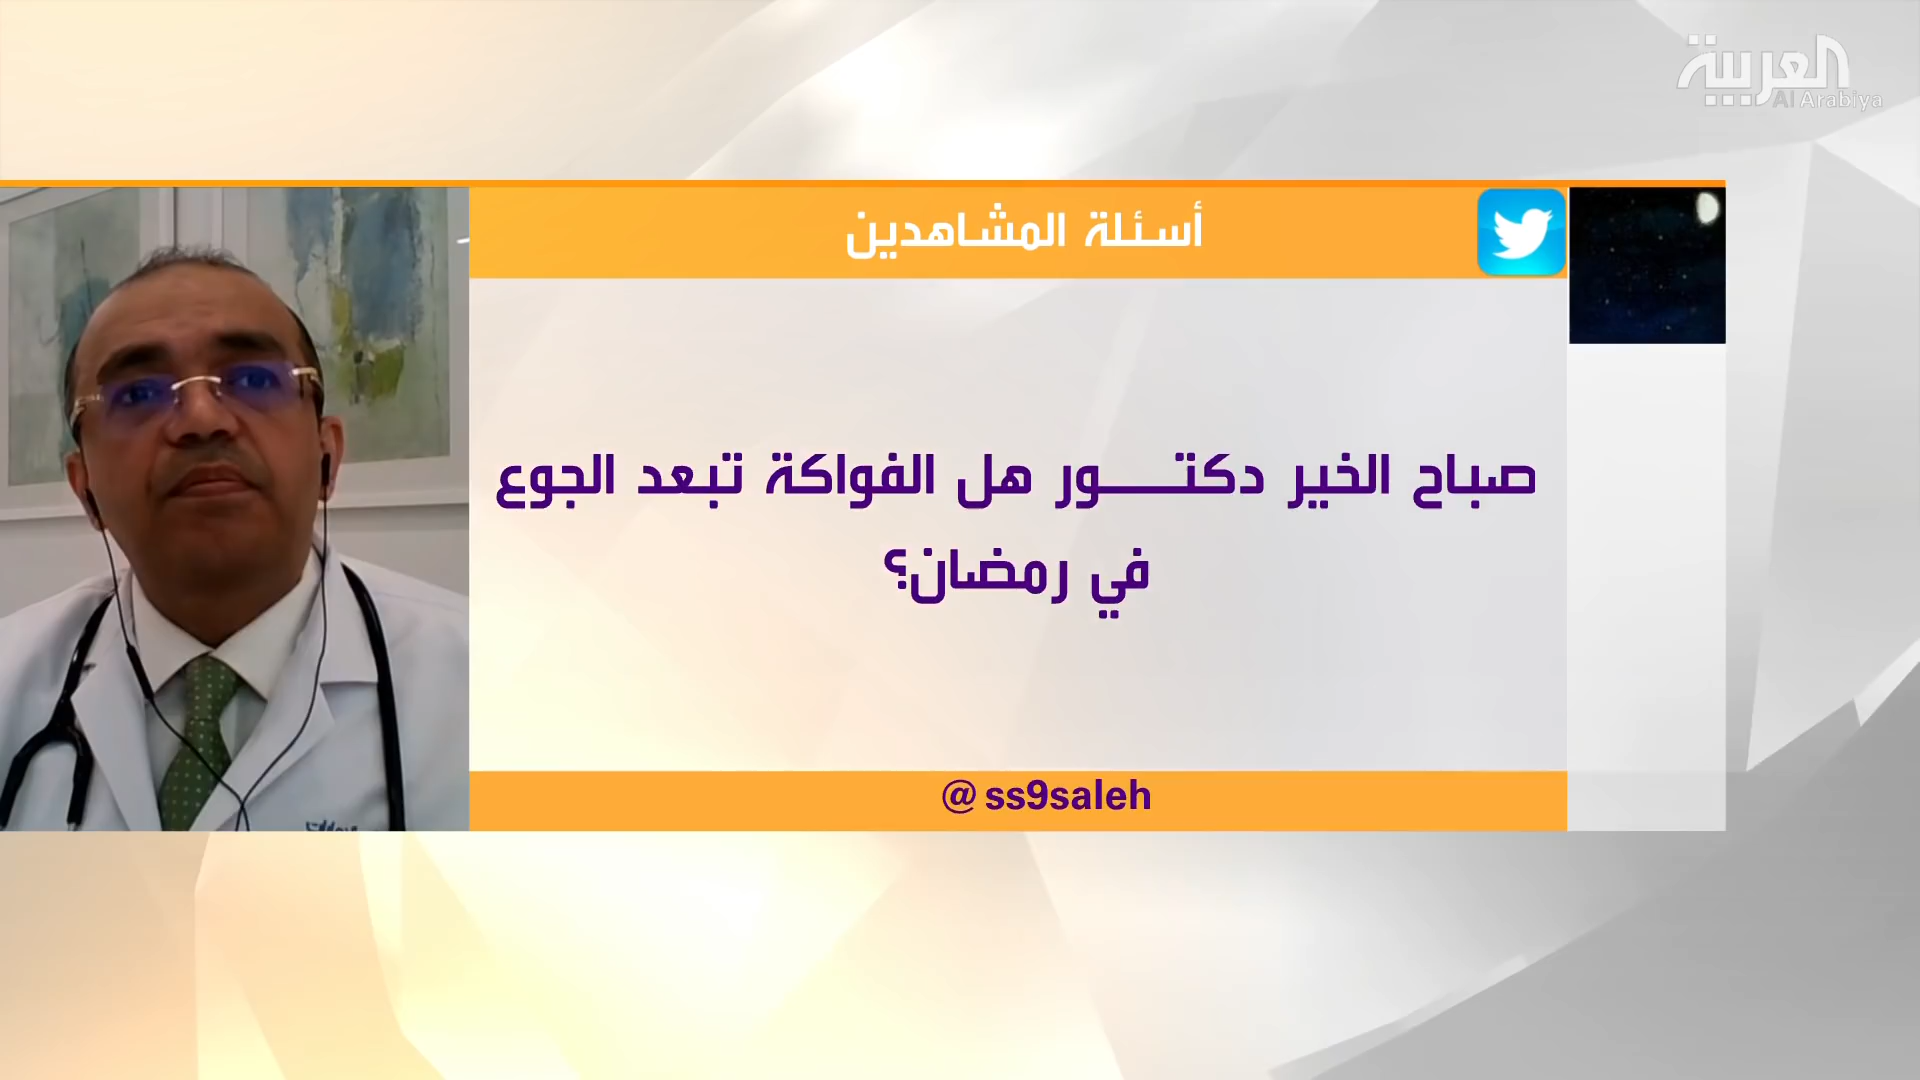 العربية
Al Arabiya
أسئلة المشاهدين
صباح الخير دكتـــــور هل الفواكة تبعد الجوع
في رمضان؟
@ss9saleh